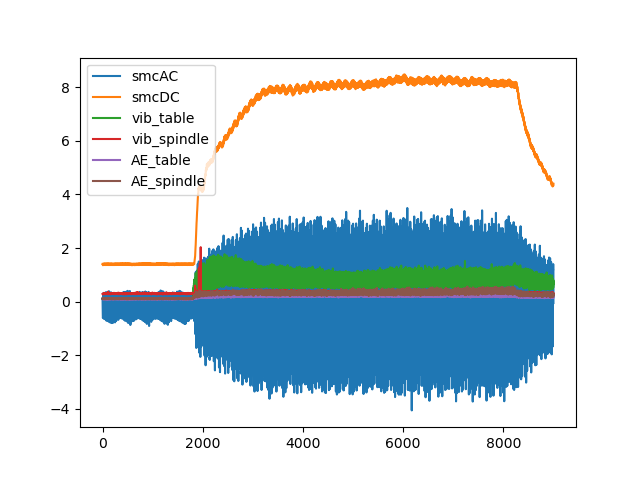 smcAC
smcDC
vib_table
vib_spindle
AE_table
AE_spindle
8
6
4
2
0
−2
−4
0 2000 4000 6000 8000